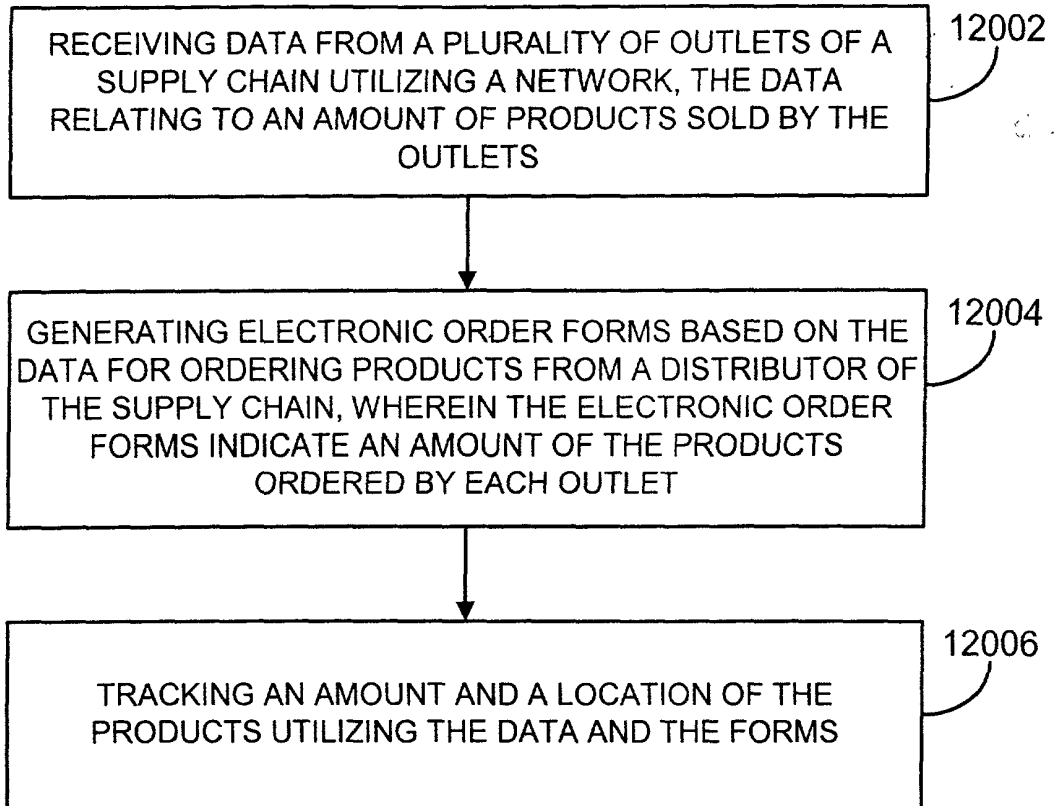 RECEIVING DATA FROM A PLURALITY OF OUTLETS OF A
SUPPLY CHAIN UTILIZING A NETWORK, THE DATA
RELATING TO AN AMOUNT OF PRODUCTS SOLD BY THE
OUTLETS
12002
GENERATING ELECTRONIC ORDER FORMS BASED ON THE
DATA FOR ORDERING PRODUCTS FROM A DISTRIBUTOR OF
THE SUPPLY CHAIN, WHEREIN THE ELECTRONIC ORDER
FORMS INDICATE AN AMOUNT OF THE PRODUCTS
ORDERED BY EACH OUTLET
12004
TRACKING AN AMOUNT AND A LOCATION OF THE
PRODUCTS UTILIZING THE DATA AND THE FORMS
12006